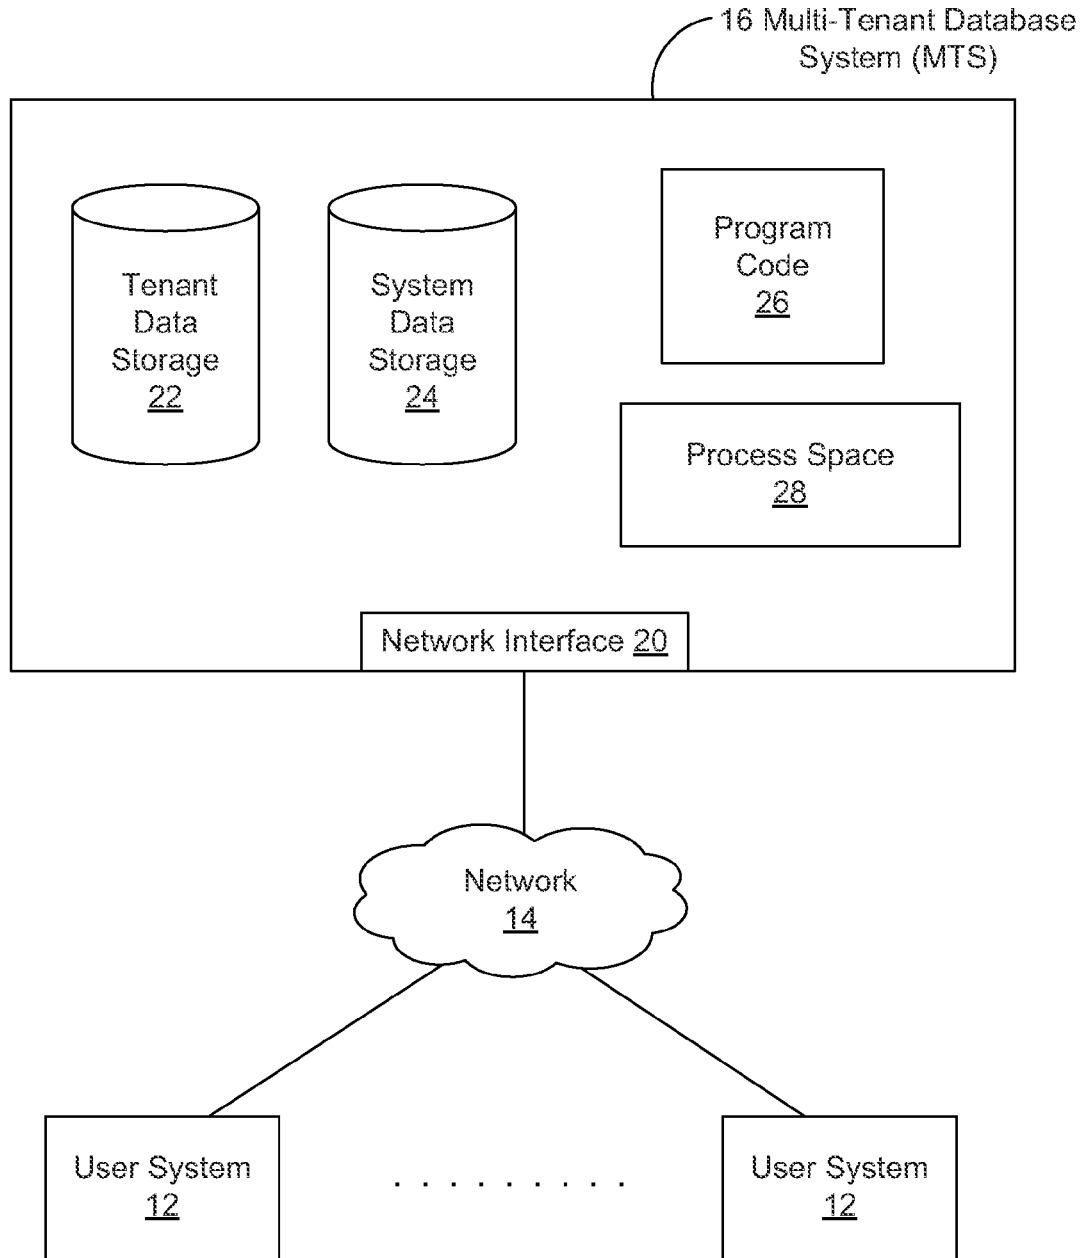 16 Multi-Tenant Database
System (MTS)
Tenant
Data
Storage
22
System
Data
Storage
24
Program
Code
26
Process Space
28
Network Interface 20
Network
14
User System
12
. . . . . . . . .
User System
12